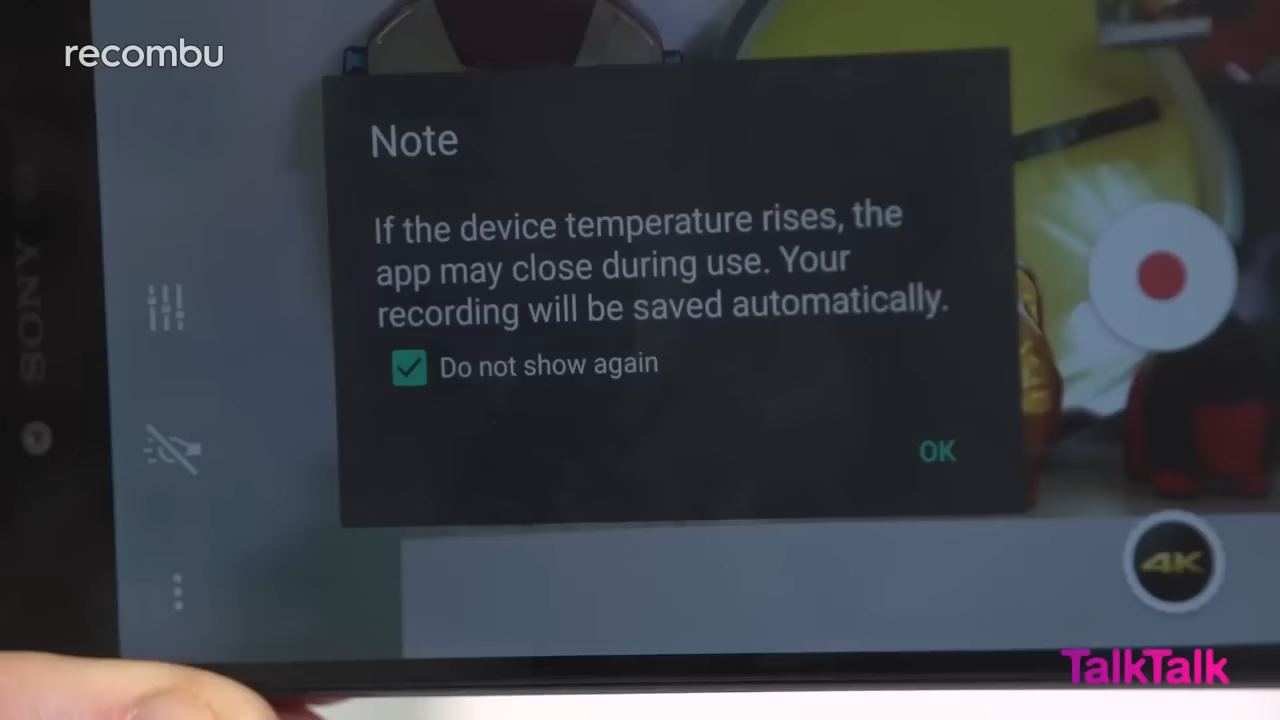 recombu
SONY
Note
If the device temperature rises, the
app may close during use. Your
recording will be saved automatically.
Do not show again
OK
4K
TalkTalk